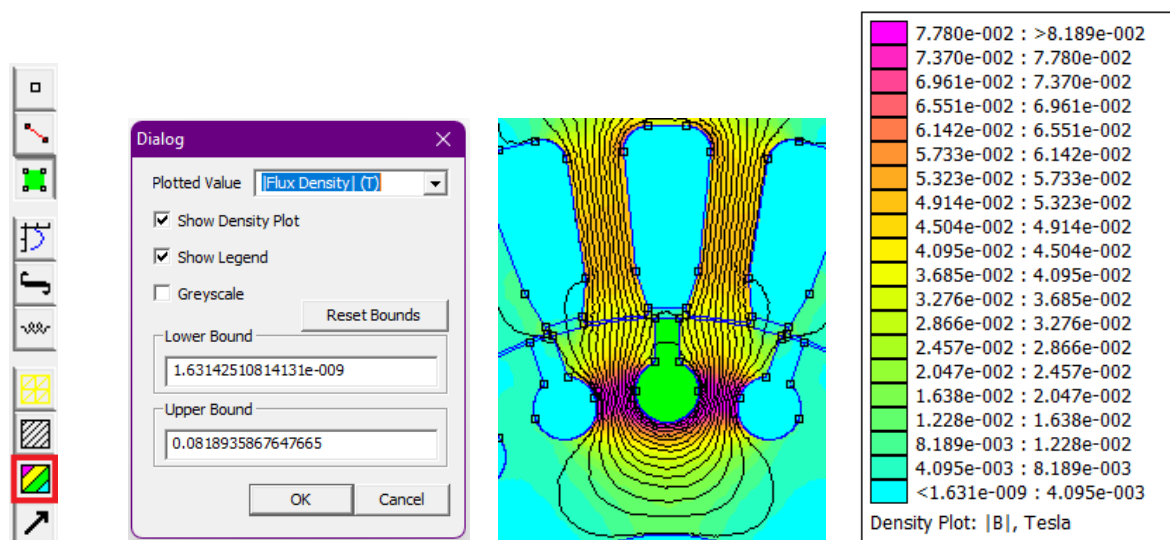 Dialog
Plotted Value |Flux Density| (T)
Show Density Plot
Show Legend
Greyscale
Reset Bounds
Lower Bound
1.63142510814131e-009
Upper Bound
0.0818935867647665
OK Cancel
7.780e-002 : >8.189e-002
7.370e-002 : 7.780e-002
6.961e-002 : 7.370e-002
6.551e-002 : 6.961e-002
6.142e-002 : 6.551e-002
5.733e-002 : 6.142e-002
5.323e-002 : 5.733e-002
4.914e-002 : 5.323e-002
4.504e-002 : 4.914e-002
4.095e-002 : 4.504e-002
3.685e-002 : 4.095e-002
3.276e-002 : 3.685e-002
2.866e-002 : 3.276e-002
2.457e-002 : 2.866e-002
2.047e-002 : 2.457e-002
1.638e-002 : 2.047e-002
1.228e-002 : 1.638e-002
8.189e-003 : 1.228e-002
4.095e-003 : 8.189e-003
<1.631e-009 : 4.095e-003
Density Plot: |B|, Tesla